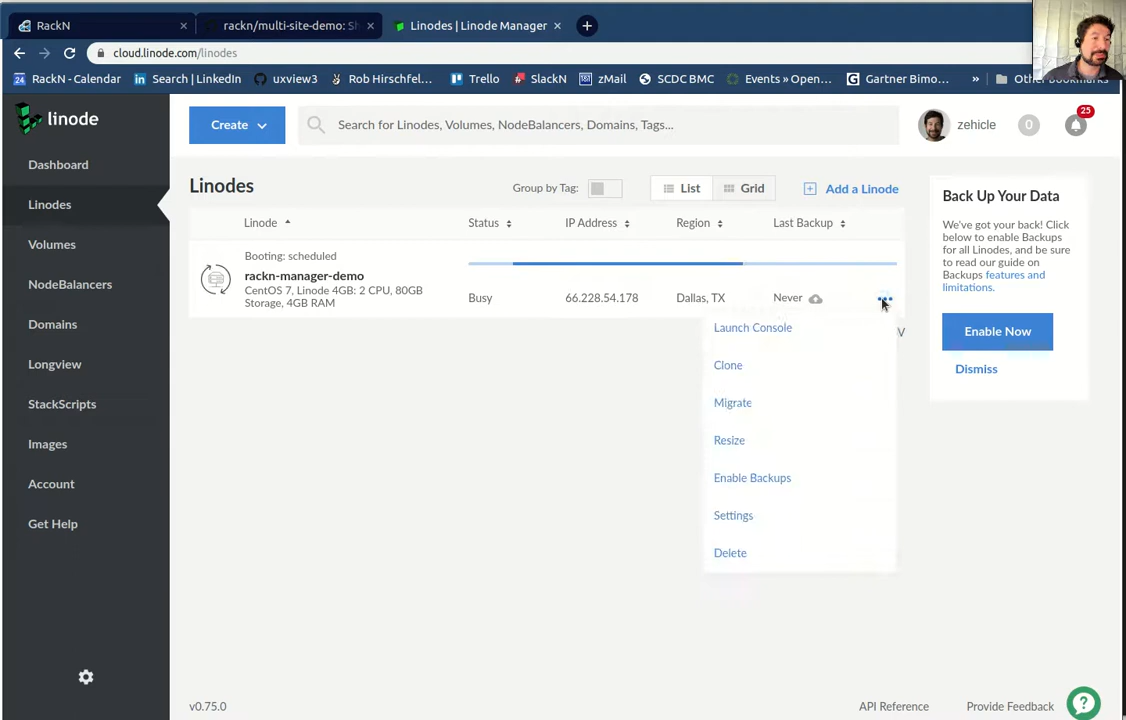 RackN
rackn/multi-site-demo: Sh
Linodes | Linode Manager
cloud.linode.com/linodes
24 RackN - Calendar
Search | LinkedIn
uxview3
Rob Hirschfel...
Trello
SlackN
zMail
SCDC BMC
Events » Open...
Gartner Bimo...
»
Other Bookmarks
linode
Create
Search for Linodes, Volumes, NodeBalancers, Domains, Tags...
zehicle
0
25
Dashboard
Linodes
Volumes
NodeBalancers
Domains
Longview
StackScripts
Images
Account
Get Help
Linodes
Group by Tag:
List
Grid
Add a Linode
Linode
Status
IP Address
Region
Last Backup
Booting: scheduled
rackn-manager-demo
CentOS 7, Linode 4GB: 2 CPU, 80GB
Storage, 4GB RAM
Busy
66.228.54.178
Dallas, TX
Never
Launch Console
Clone
Migrate
Resize
Enable Backups
Settings
Delete
Back Up Your Data
We've got your back! Click
below to enable Backups
for all Linodes, and be sure
to read our guide on
Backups features and
limitations.
Enable Now
Dismiss
v0.75.0
API Reference
Provide Feedback
?